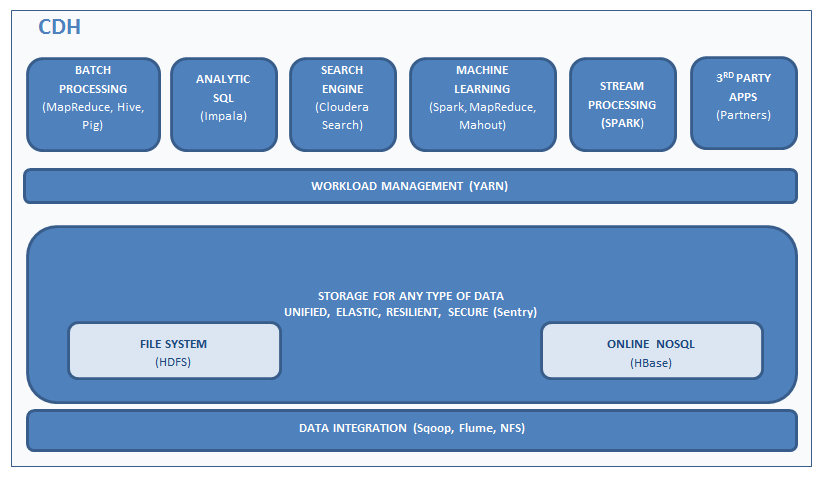 CDH
BATCH
PROCESSING
(MapReduce, Hive,
Pig)
ANALYTIC
SQL
(Impala)
SEARCH
ENGINE
(Cloudera
Search)
MACHINE
LEARNING
(Spark, MapReduce,
Mahout)
STREAM
PROCESSING
(SPARK)
3RD PARTY
APPS
(Partners)
WORKLOAD MANAGEMENT (YARN)
STORAGE FOR ANY TYPE OF DATA
UNIFIED, ELASTIC, RESILIENT, SECURE (Sentry)
FILE SYSTEM
(HDFS)
ONLINE NOSQL
(HBase)
DATA INTEGRATION (Sqoop, Flume, NFS)